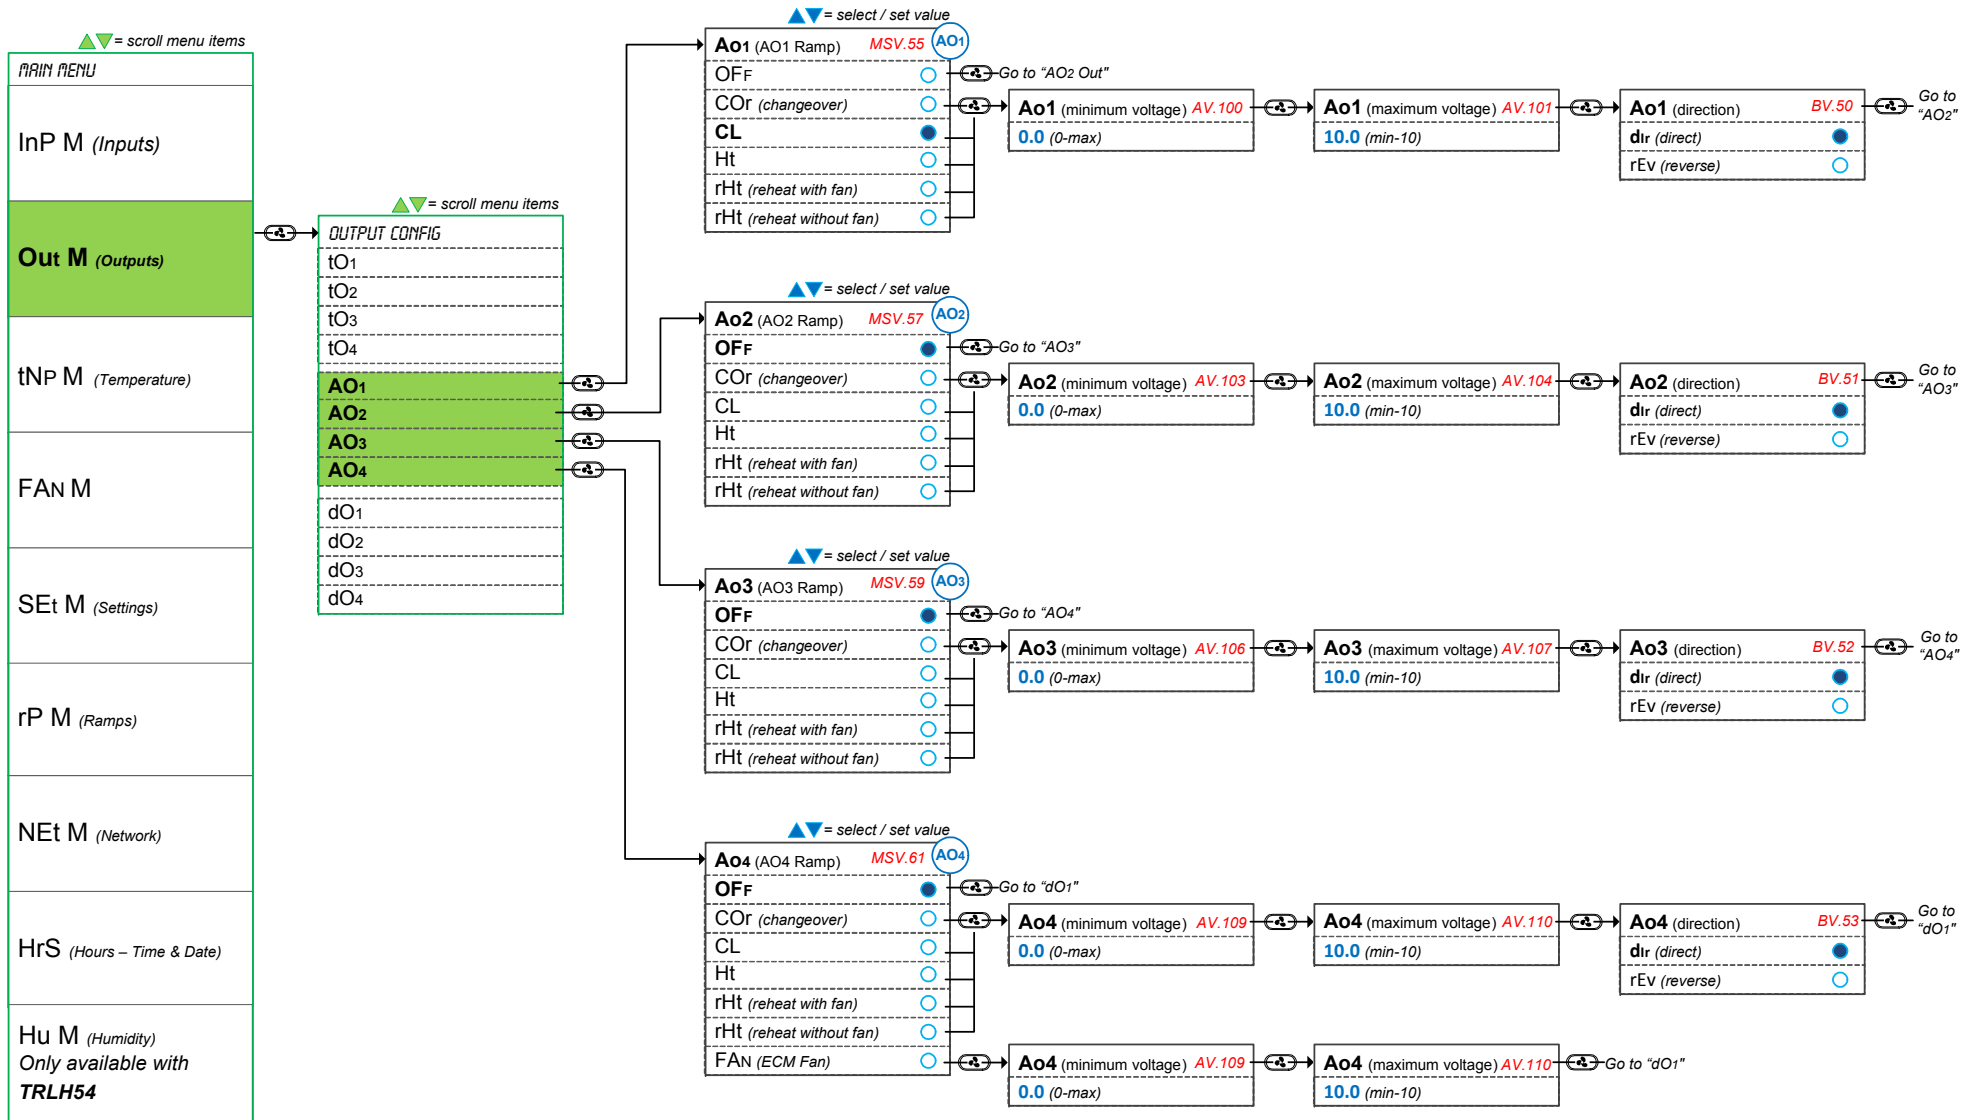 = scroll menu items
MAIN MENU
InP M (Inputs)
Out M (Outputs)
tNP M (Temperature)
FAN M
SEt M (Settings)
rP M (Ramps)
NEt M (Network)
HrS (Hours – Time & Date)
Hu M (Humidity)
Only available with
TRLH54
= scroll menu items
OUTPUT CONFIG
tO1
tO2
tO3
tO4
AO1
AO2
AO3
AO4
dO1
dO2
dO3
dO4
= select / set value
Ao1 (AO1 Ramp) MSV.55 AO1
OFF Go to "AO2 Out"
COr (changeover)
CL
Ht
rHt (reheat with fan)
rHt (reheat without fan)
Ao1 (minimum voltage) AV.100
0.0 (0-max)
Ao1 (maximum voltage) AV.101
10.0 (min-10)
Ao1 (direction) BV.50
dIr (direct)
rEv (reverse)
Go to
"AO2"
= select / set value
Ao2 (AO2 Ramp) MSV.57 AO2
OFF Go to "AO3"
COr (changeover)
CL
Ht
rHt (reheat with fan)
rHt (reheat without fan)
Ao2 (minimum voltage) AV.103
0.0 (0-max)
Ao2 (maximum voltage) AV.104
10.0 (min-10)
Ao2 (direction) BV.51
dIr (direct)
rEv (reverse)
Go to
"AO3"
= select / set value
Ao3 (AO3 Ramp) MSV.59 AO3
OFF Go to "AO4"
COr (changeover)
CL
Ht
rHt (reheat with fan)
rHt (reheat without fan)
Ao3 (minimum voltage) AV.106
0.0 (0-max)
Ao3 (maximum voltage) AV.107
10.0 (min-10)
Ao3 (direction) BV.52
dIr (direct)
rEv (reverse)
Go to
"AO4"
= select / set value
Ao4 (AO4 Ramp) MSV.61 AO4
OFF Go to "dO1"
COr (changeover)
CL
Ht
rHt (reheat with fan)
rHt (reheat without fan)
FAN (ECM Fan)
Ao4 (minimum voltage) AV.109
0.0 (0-max)
Ao4 (maximum voltage) AV.110
10.0 (min-10)
Ao4 (direction) BV.53
dIr (direct)
rEv (reverse)
Go to
"dO1"
Ao4 (minimum voltage) AV.109
0.0 (0-max)
Ao4 (maximum voltage) AV.110
10.0 (min-10)
Go to "dO1"